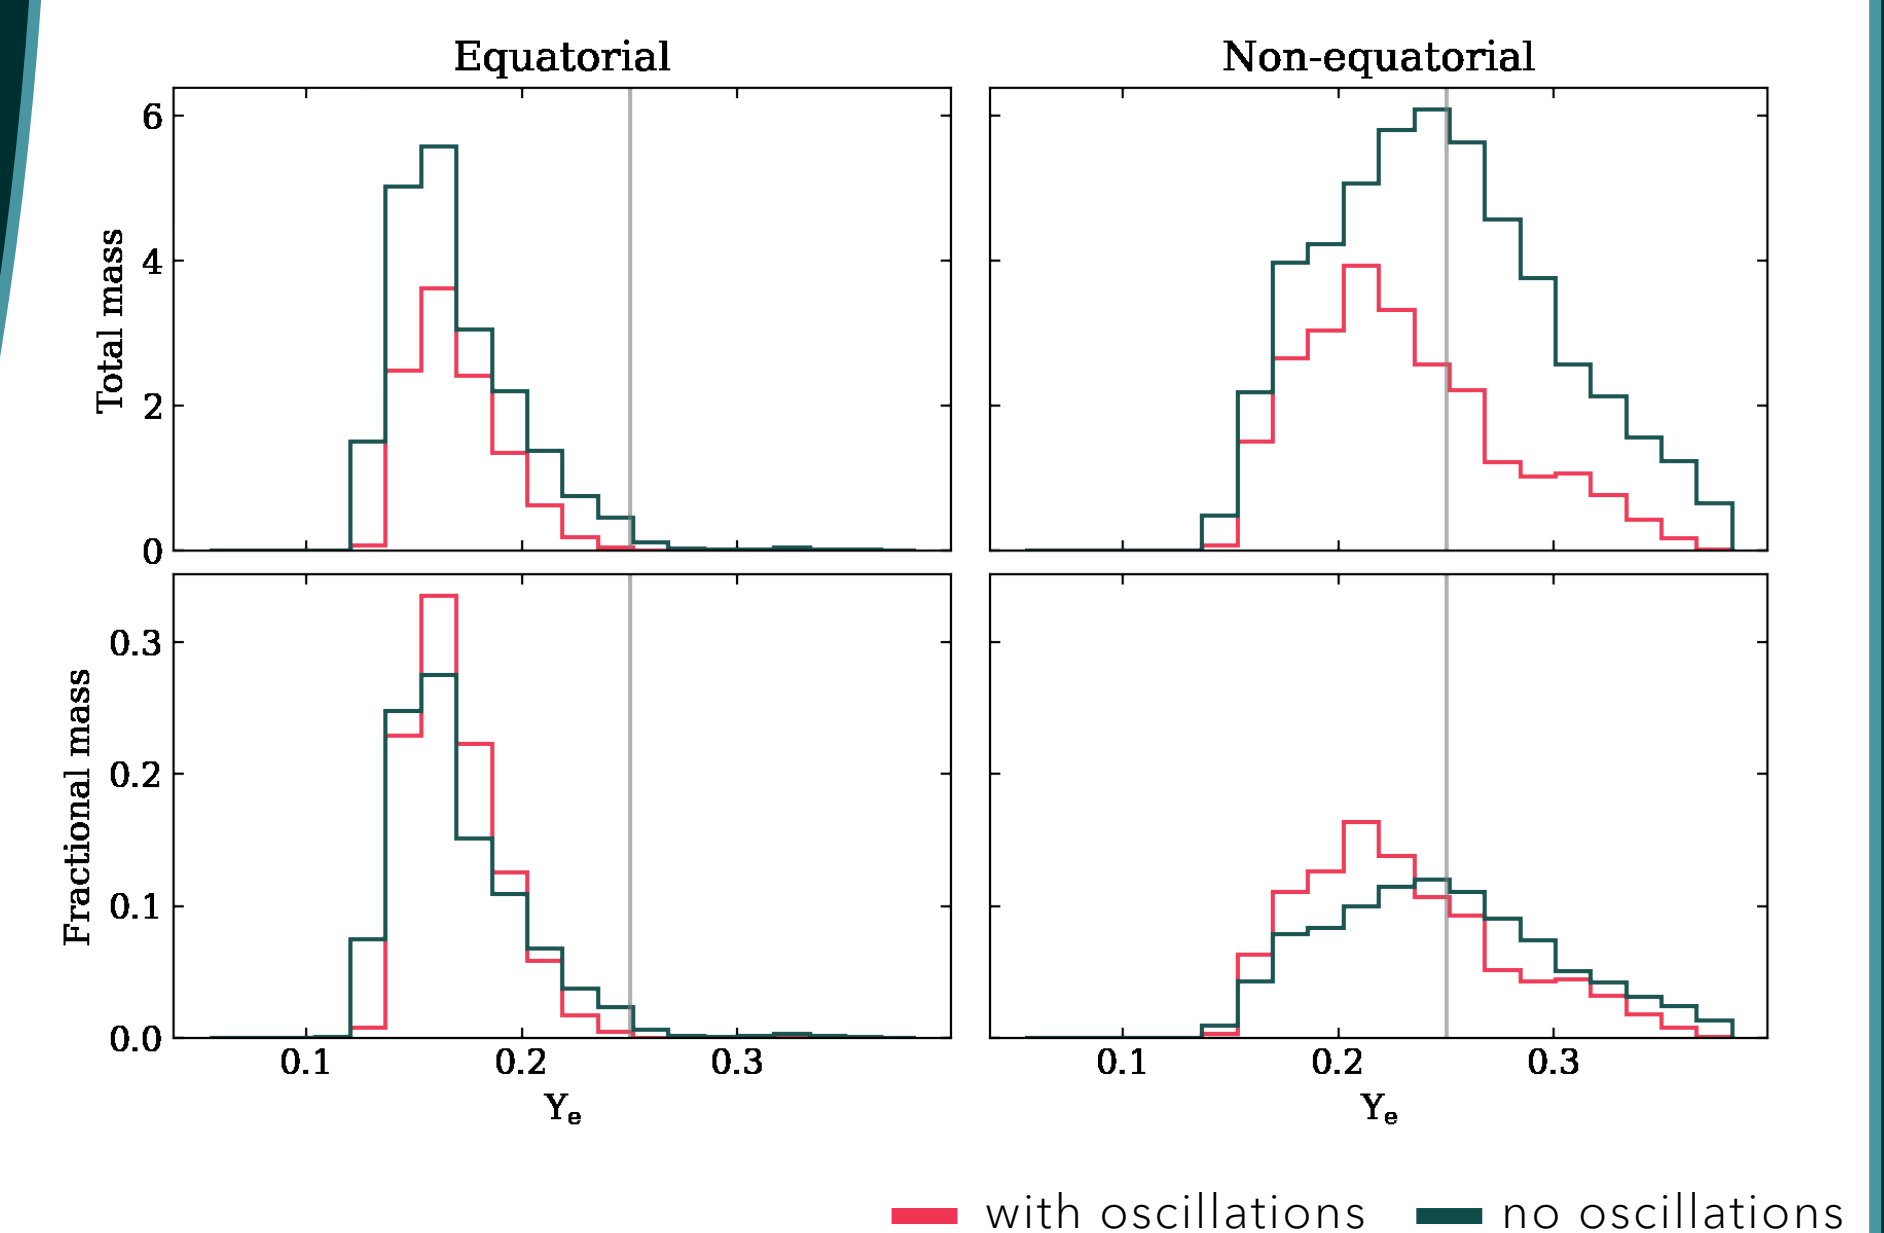 Equatorial
Non-equatorial
Total mass
6
4
2
0
Fractional mass
0.3
0.2
0.1
0.0
0.1 0.2 0.3
0.1 0.2 0.3
Yₑ
Yₑ
with oscillations
no oscillations